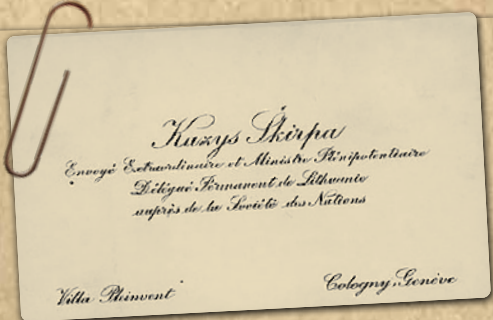 Kazys Škirpa
Envoyé Extraordinaire et Ministre Plénipotentiaire
Délégué Permanent de Lithuanie
auprès de la Société des Nations
Villa Pleinvent
Cologny, Genève